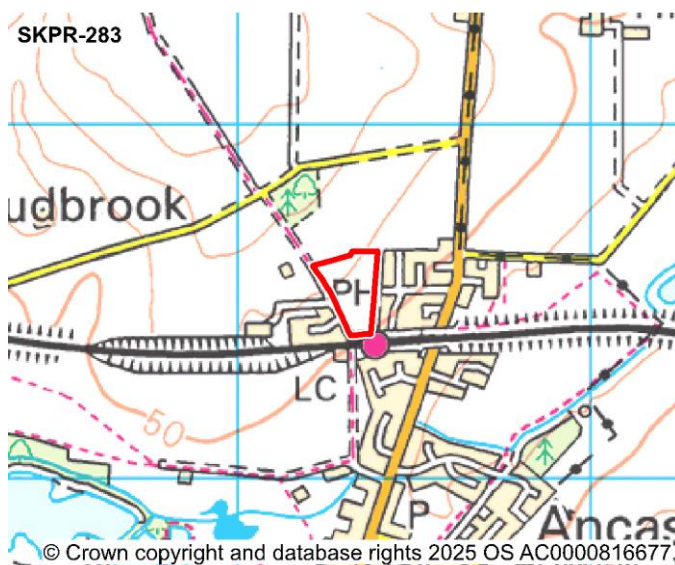 SKPR-283
udbrook
PH
LC
50
P
Ancas
© Crown copyright and database rights 2025 OS AC0000816677,